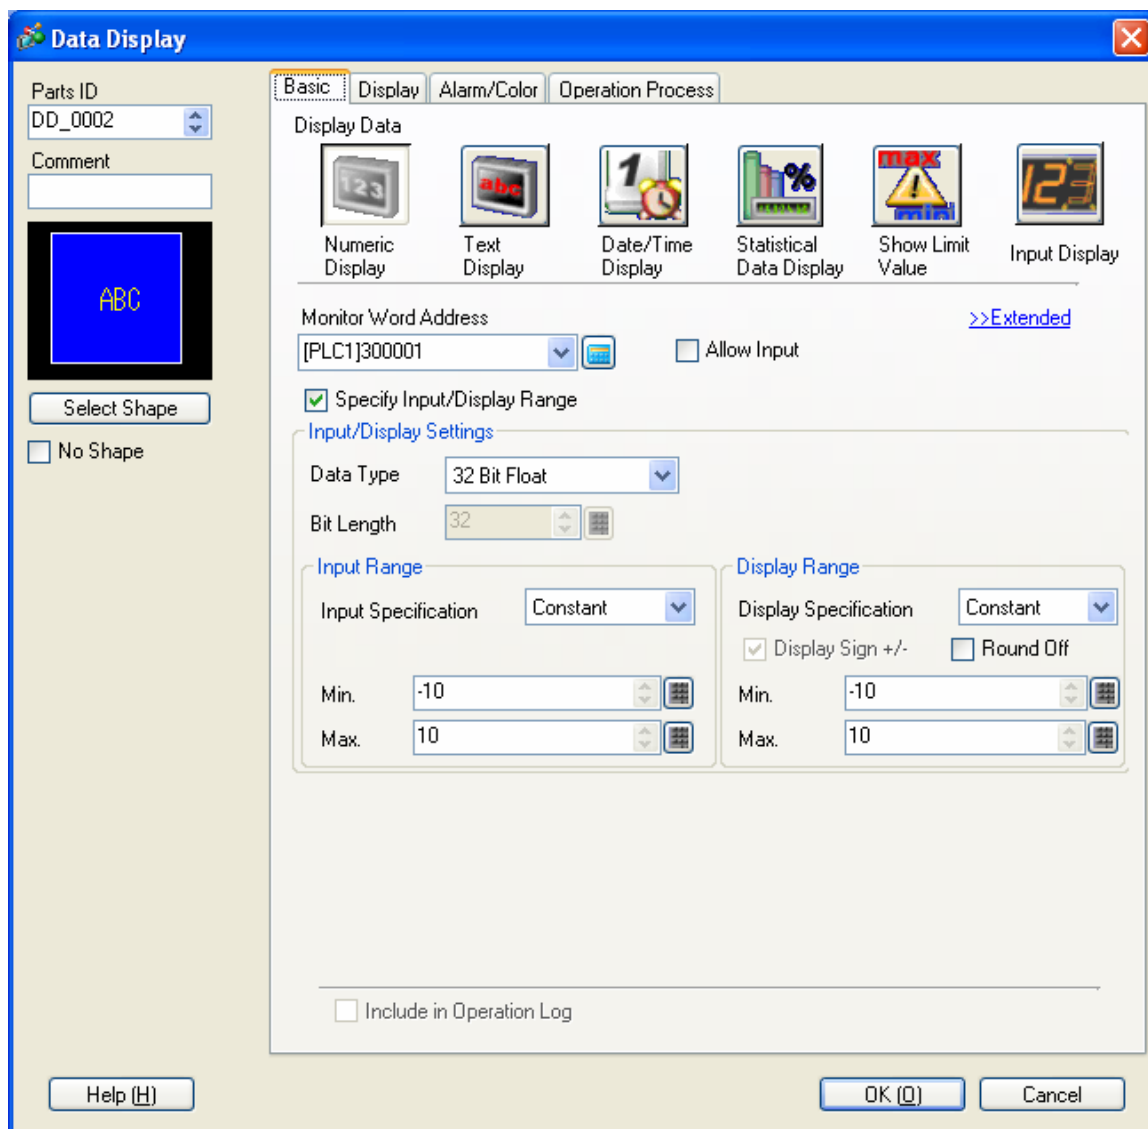 Data Display
Parts ID
DD_0002
Comment
ABC
Select Shape
No Shape
Basic Display Alarm/Color Operation Process
Display Data
123 abc 1 % max mini 123
Numeric Display
Text Display
Date/Time Display
Statistical Data Display
Show Limit Value
Input Display
Monitor Word Address
>>Extended
[PLC1]300001
Allow Input
Specify Input/Display Range
Input/Display Settings
Data Type 32 Bit Float
Bit Length 32
Input Range
Input Specification Constant
Min. -10
Max. 10
Display Range
Display Specification Constant
Display Sign +/- Round Off
Min. -10
Max. 10
Include in Operation Log
Help (H) OK (O) Cancel